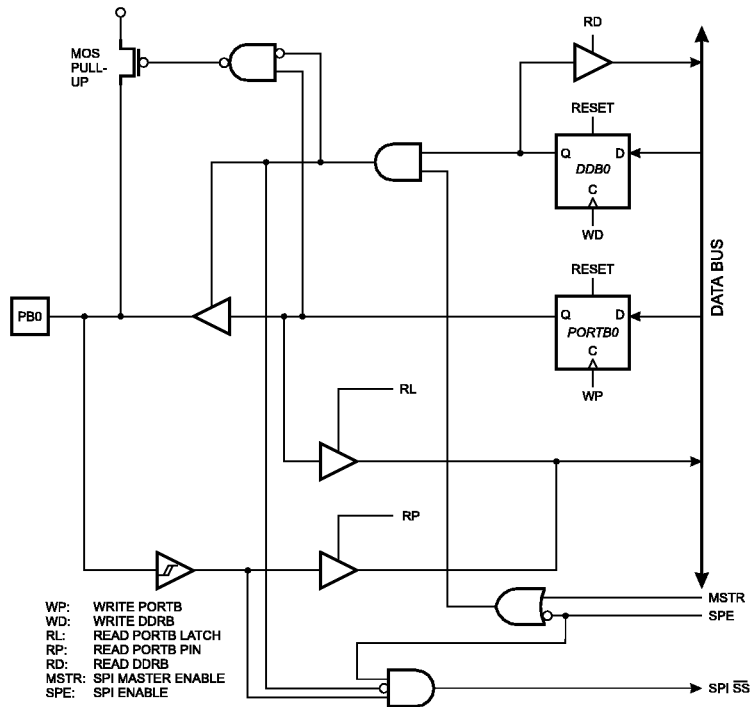 RD
MOS
PULL-
UP
RESET
Q
D
DDB0
C
WD
DATA BUS
RESET
PB0
Q
D
PORTB0
C
WP
RL
RP
WP: WRITE PORTB
WD: WRITE DDRB
RL: READ PORTB LATCH
RP: READ PORTB PIN
RD: READ DDRB
MSTR: SPI MASTER ENABLE
SPE: SPI ENABLE
MSTR
SPE
SPI S̅S̅